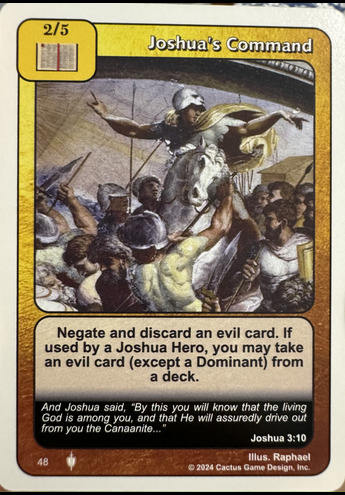 2/5
Joshua's Command
Negate and discard an evil card. If
used by a Joshua Hero, you may take
an evil card (except a Dominant) from
a deck.
And Joshua said, "By this you will know that the living
God is among you, and that He will assuredly drive out
from you the Canaanite..."
Joshua 3:10
48
Illus. Raphael
© 2024 Cactus Game Design, Inc.